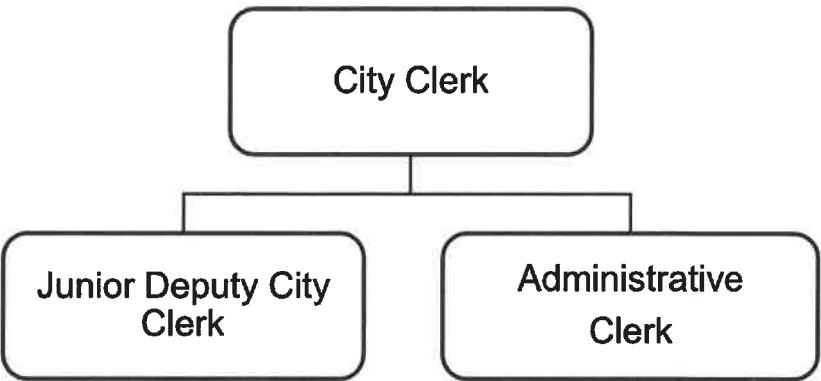 City Clerk
Junior Deputy City
Clerk
Administrative
Clerk